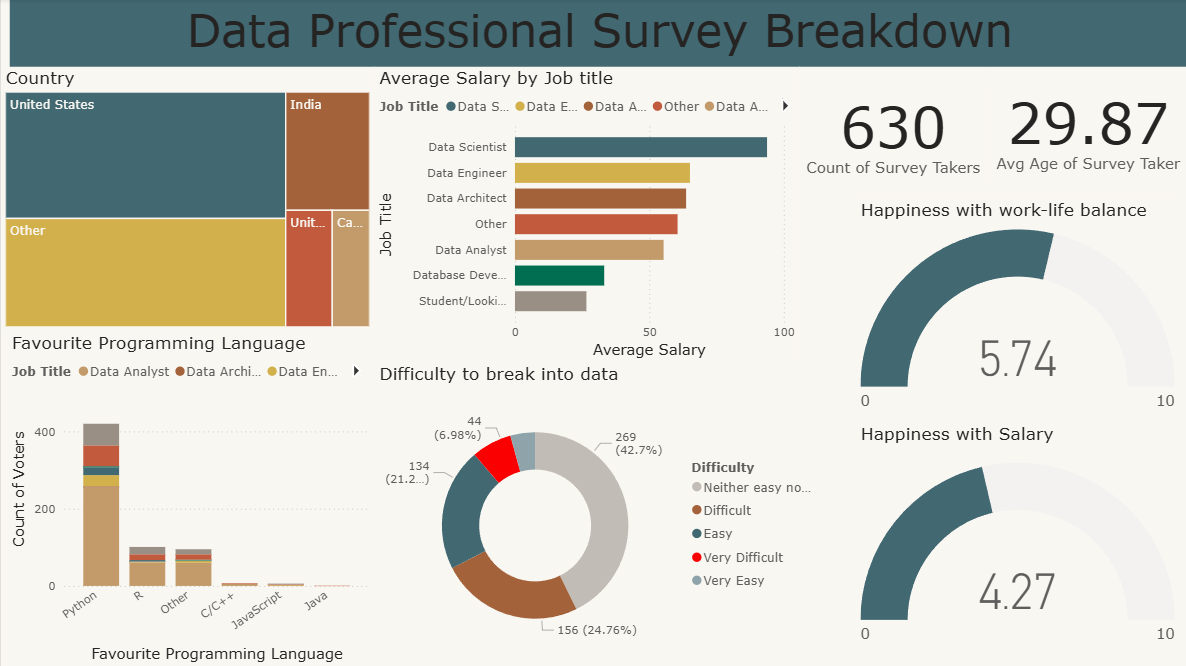 Data Professional Survey Breakdown
Country
United States
India
Other
Unit...
Ca...
Average Salary by Job title
Job Title Data S... Data E... Data A... Other Data A...
Job Title
Data Scientist
Data Engineer
Data Architect
Other
Data Analyst
Database Deve...
Student/Looki...
0 50 100
Average Salary
630
Count of Survey Takers
29.87
Avg Age of Survey Taker
Happiness with work-life balance
5.74
0 10
Favourite Programming Language
Job Title Data Analyst Data Archi... Data En...
Count of Voters
400
200
0
Python R Other C/C++ JavaScript Java
Favourite Programming Language
Difficulty to break into data
44
(6.98%)
269
(42.7%)
134
(21.2...)
156 (24.76%)
Difficulty
Neither easy no...
Difficult
Easy
Very Difficult
Very Easy
Happiness with Salary
4.27
0 10